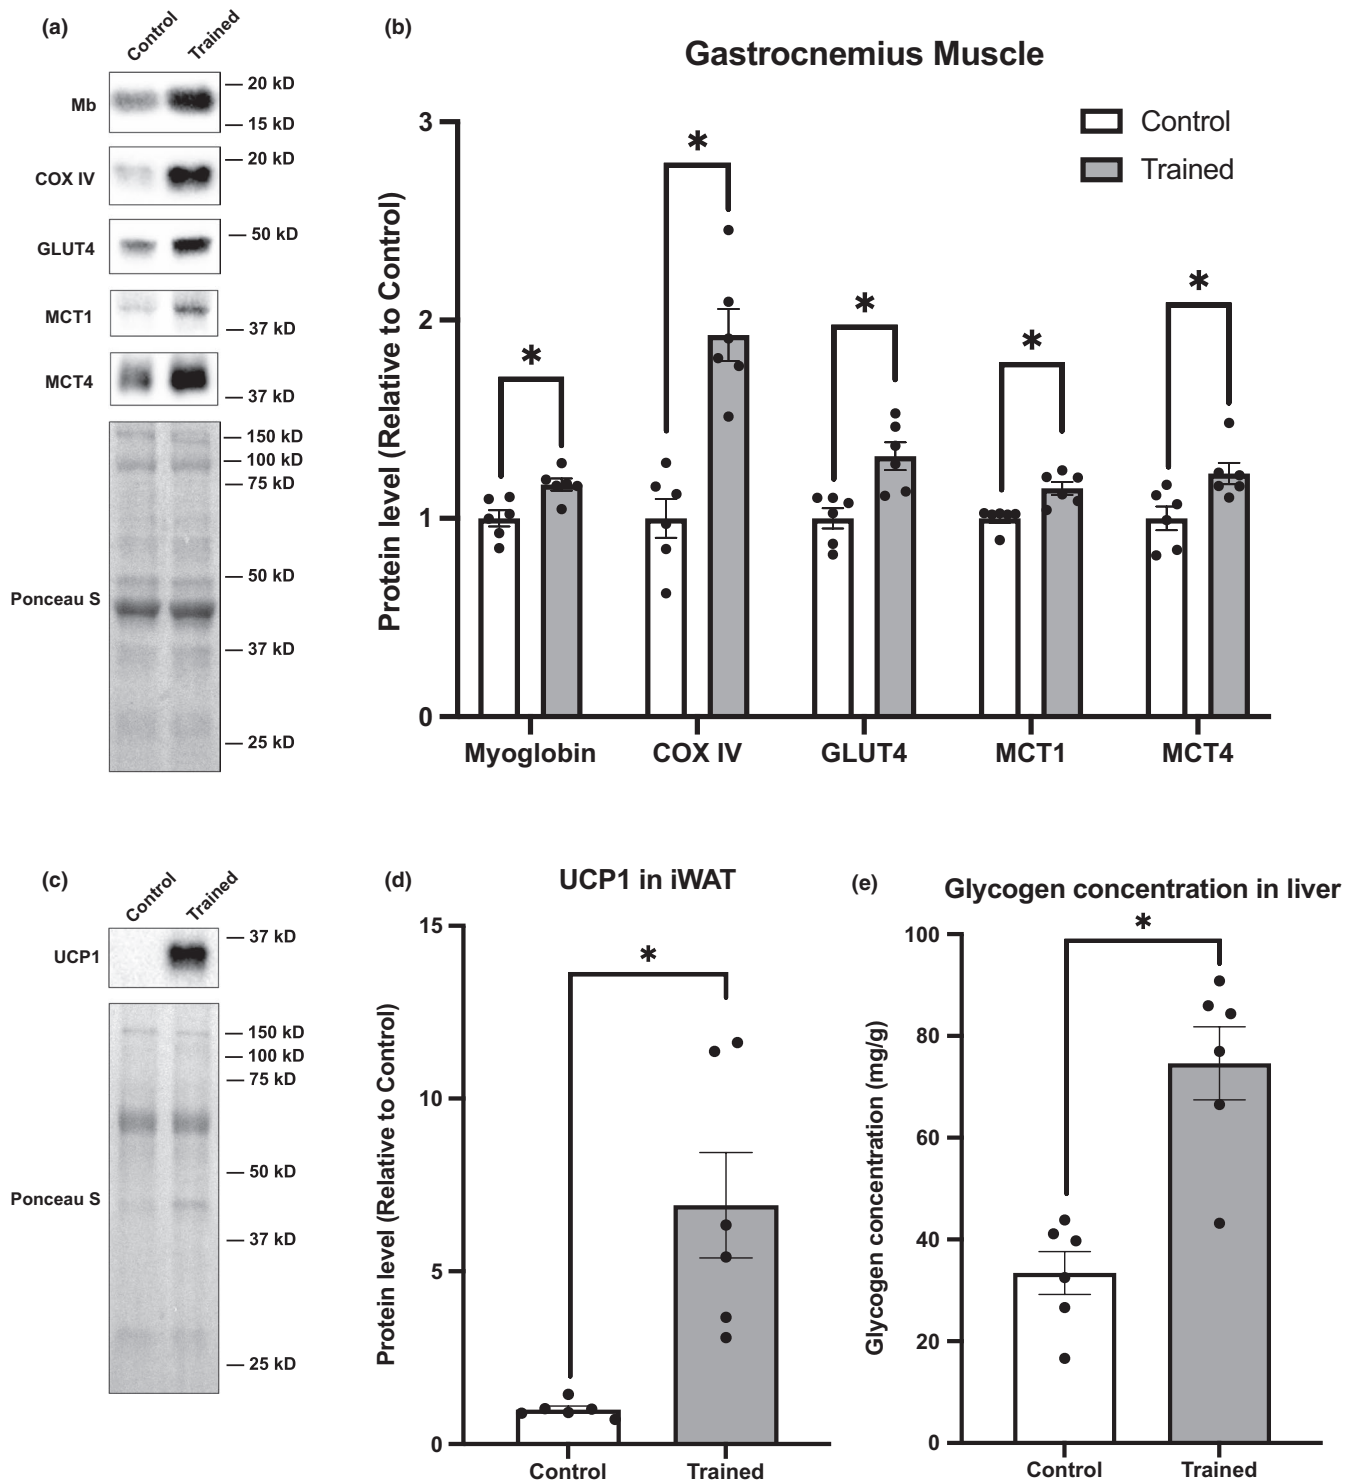 (a)
Control Trained
Mb
20 kD
15 kD
COX IV
20 kD
GLUT4
50 kD
MCT1
37 kD
MCT4
37 kD
Ponceau S
150 kD
100 kD
75 kD
50 kD
37 kD
25 kD
(b)
Gastrocnemius Muscle
Control
Trained
Protein level (Relative to Control)
3
2
1
0
*
*
*
*
*
Myoglobin COX IV GLUT4 MCT1 MCT4
(c)
Control Trained
UCP1
37 kD
Ponceau S
150 kD
100 kD
75 kD
50 kD
37 kD
25 kD
(d)
UCP1 in iWAT
Protein level (Relative to Control)
15
10
5
0
*
Control Trained
(e)
Glycogen concentration in liver
Glycogen concentration (mg/g)
100
80
60
40
20
0
*
Control Trained